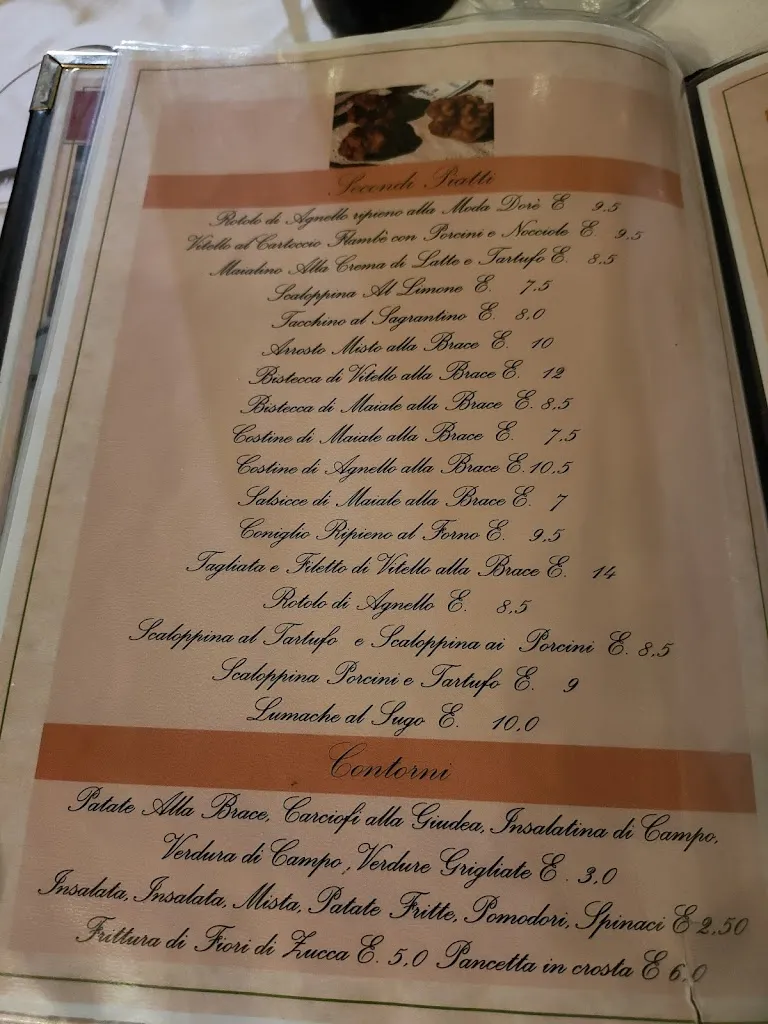 Secondi Piatti
Rotolo di Agnello ripieno alla Moda Dorè E 9.5
Vitello al Cartoccio Flambè con Porcini e Nocciole E. 9.5
Maialino Alla Crema di Latte e Tartufo E. 8.5
Scaloppina Al Limone E. 7.5
Tacchino al Sagrantino E. 8.0
Arrosto Misto alla Brace E. 10
Bistecca di Vitello alla Brace E. 12
Bistecca di Maiale alla Brace E. 8.5
Costine di Maiale alla Brace E. 7.5
Costine di Agnello alla Brace E. 10.5
Salsicce di Maiale alla Brace E. 7
Coniglio Ripieno al Forno E. 9.5
Tagliata e Filetto di Vitello alla Brace E. 14
Rotolo di Agnello E. 8.5
Scaloppina al Tartufo e Scaloppina ai Porcini E. 8.5
Scaloppina Porcini e Tartufo E. 9
Lumache al Sugo E. 10.0
Contorni
Patate Alla Brace, Carciofi alla Giudea, Insalatina di Campo,
Verdura di Campo, Verdure Grigliate E. 3.0
Insalata, Insalata, Mista, Patate Fritte, Pomodori, Spinaci E 2.50
Frittura di Fiori di Zucca E. 5.0 Pancetta in crosta E 6.0